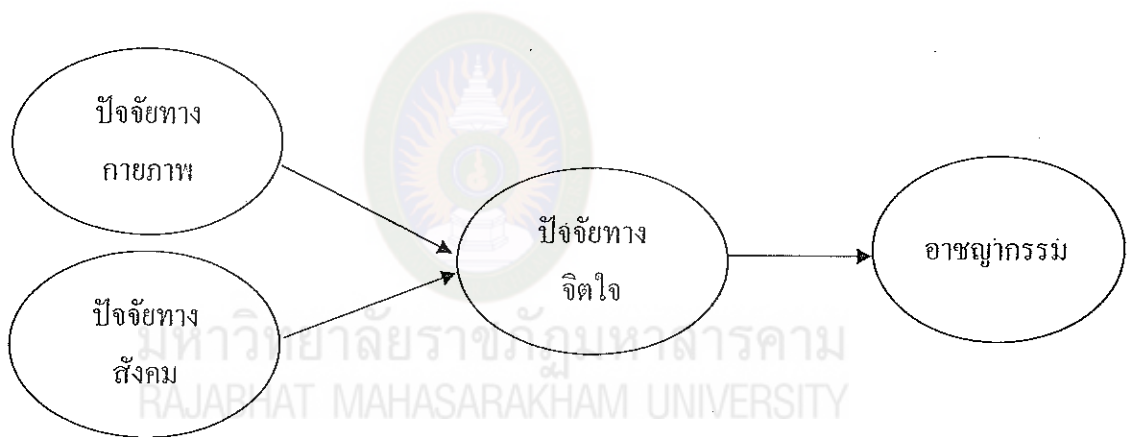 ปัจจัยทาง
กายภาพ
ปัจจัยทาง
จิตใจ
อาชญากรรม
ปัจจัยทาง
สังคม
มหาวิทยาลัยราชภัฏมหาสารคาม
RAJABHAT MAHASARAKHAM UNIVERSITY